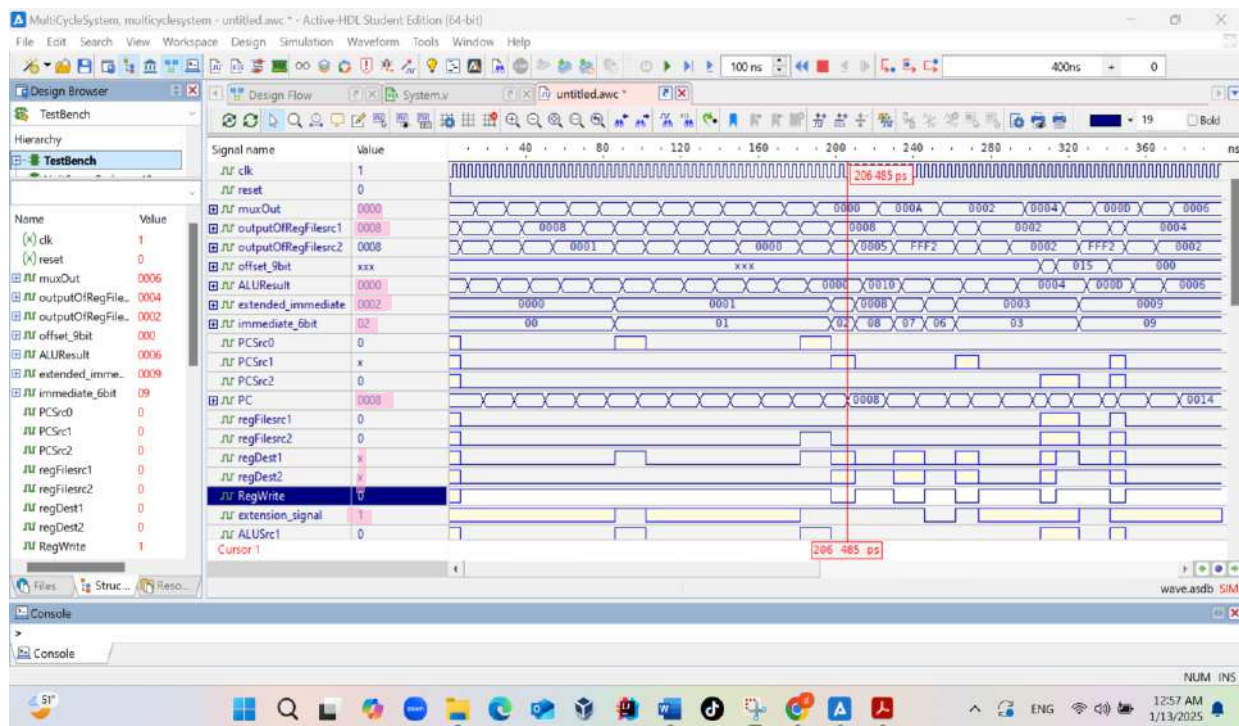 MultiCycleSystem, multicyclesystem - untitled.awc * - Active-HDL Student Edition (64-bit)
File Edit Search View Workspace Design Simulation Waveform Tools Window Help
100 ns 400ns + 0
Design Browser Design Flow System.v untitled.awc *
TestBench 19 Bold
Hierarchy
TestBench
Signal name Value 40 80 120 160 200 240 280 320 360 ns
clk 1 206 485 ps
reset 0
muxOut 0000 0000 000A 0002 0004 000D 0006
outputOfRegFilesrc1 0008 0008 0008 0002 0004
outputOfRegFilesrc2 0008 0001 0000 0005 FFF2 0002 FFF2 0002
offset_9bit xxx xxx 015 000
ALUResult 0000 0000 0010 0004 000D 0006
extended_immediate 0002 0000 0001 0008 0003 0009
immediate_6bit 02 00 01 02 08 07 06 03 09
PCSrc0 0
PCSrc1 x
PCSrc2 0
PC 0008 0008 0014
regFilesrc1 0
regFilesrc2 0
regDest1 x
regDest2 x
RegWrite 0
extension_signal 1
ALUSrc1 0
Cursor 1 206 485 ps
Name Value
clk 1
reset 0
muxOut 0006
outputOfRegFile... 0004
outputOfRegFile... 0002
offset_9bit 000
ALUResult 0006
extended_imme... 0009
immediate_6bit 09
PCSrc0 0
PCSrc1 0
PCSrc2 0
regFilesrc1 0
regFilesrc2 0
regDest1 0
regDest2 0
RegWrite 1
Files Struc... Reso...
wave.asdb SIM
Console
>
Console
NUM INS
51°
ENG 12:57 AM
1/13/2025